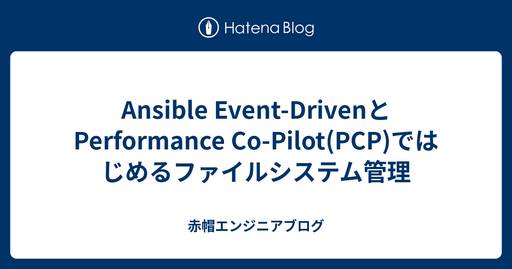 Hatena Blog
Ansible Event-Drivenと
Performance Co-Pilot(PCP)では
じめるファイルシステム管理
赤帽エンジニアブログ